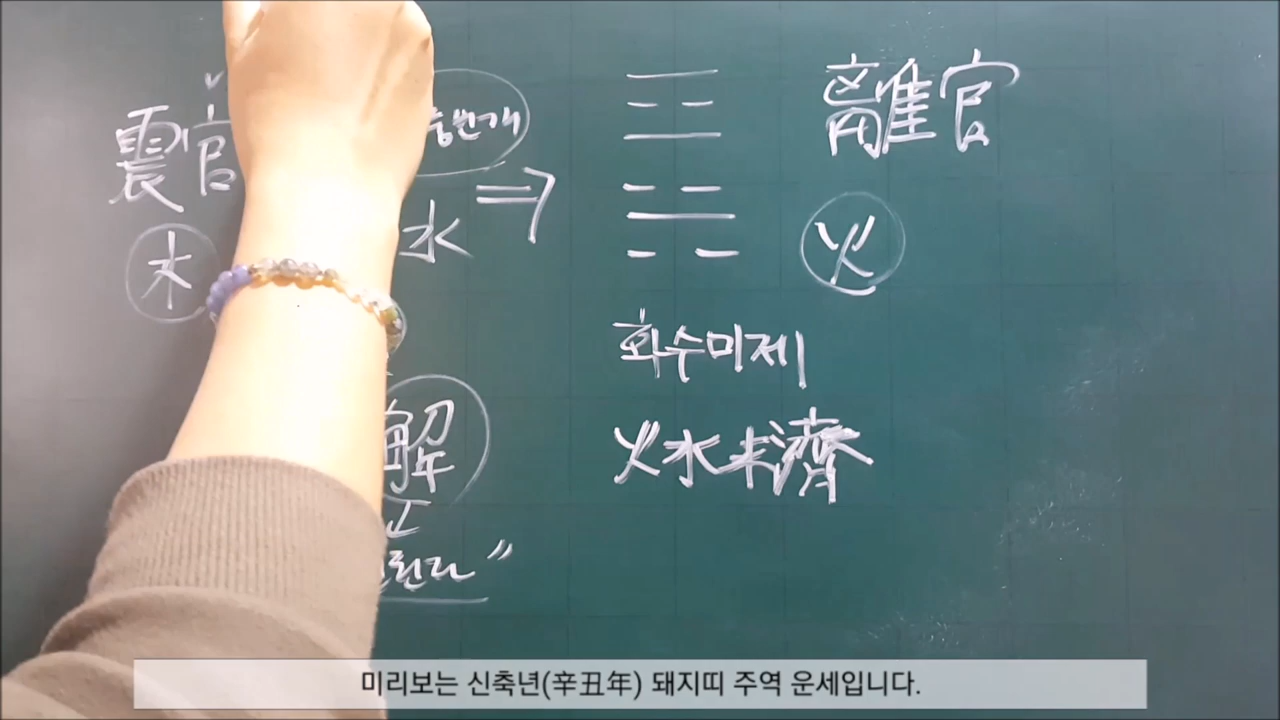 震宮
木
水 ⇒
離宮
火
화수미제
火水未濟
解
"
미리보는 신축년(辛丑年) 돼지띠 주역 운세입니다.